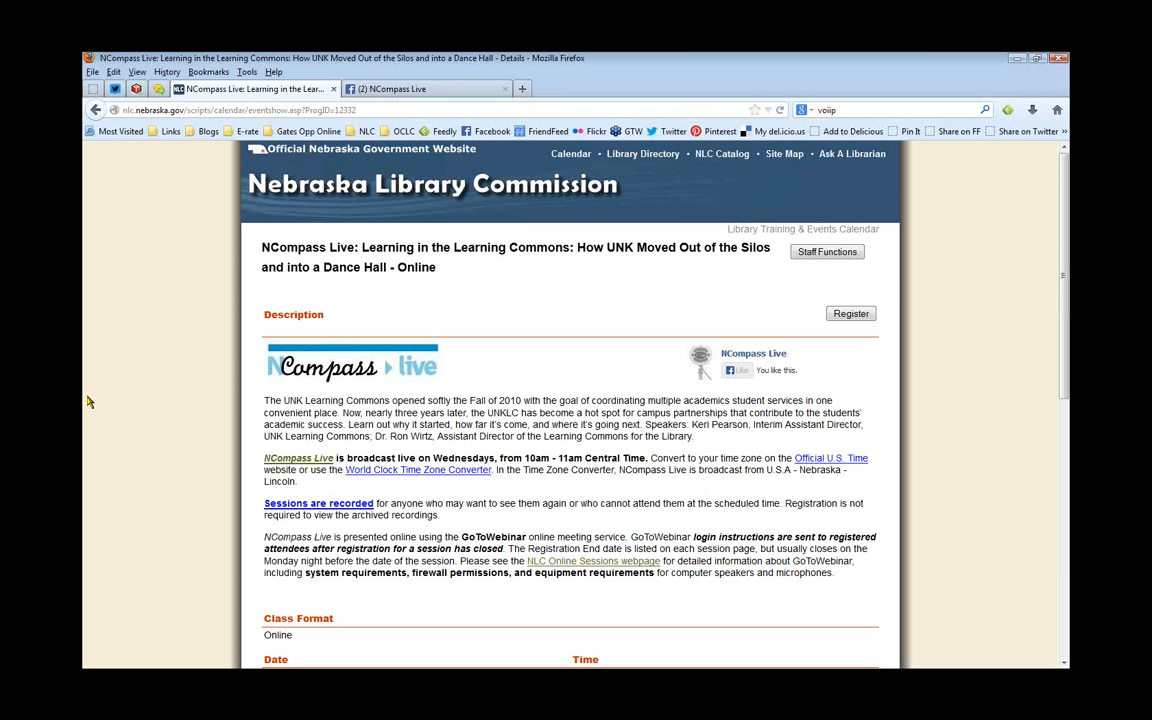 NCompass Live: Learning in the Learning Commons: How UNK Moved Out of the Silos and into a Dance Hall - Details - Mozilla Firefox
File Edit View History Bookmarks Tools Help
NLC NCompass Live: Learning in the Lear... × (2) NCompass Live × +
nlc.nebraska.gov/scripts/calendar/eventshow.asp?ProgID=12332 voiip
Most Visited Links Blogs E-rate Gates Opp Online NLC OCLC Feedly Facebook FriendFeed Flickr GTW Twitter Pinterest My del.icio.us Add to Delicious Pin It Share on FF Share on Twitter »
Official Nebraska Government Website
Calendar • Library Directory • NLC Catalog • Site Map • Ask A Librarian
Nebraska Library Commission
Library Training & Events Calendar
NCompass Live: Learning in the Learning Commons: How UNK Moved Out of the Silos
and into a Dance Hall - Online
Staff Functions
Description
Register
NCompass live
NCompass Live
Like You like this.
The UNK Learning Commons opened softly the Fall of 2010 with the goal of coordinating multiple academics student services in one
convenient place. Now, nearly three years later, the UNKLC has become a hot spot for campus partnerships that contribute to the students'
academic success. Learn out why it started, how far it's come, and where it's going next. Speakers: Keri Pearson, Interim Assistant Director,
UNK Learning Commons; Dr. Ron Wirtz, Assistant Director of the Learning Commons for the Library.
NCompass Live is broadcast live on Wednesdays, from 10am - 11am Central Time. Convert to your time zone on the Official U.S. Time
website or use the World Clock Time Zone Converter. In the Time Zone Converter, NCompass Live is broadcast from U.S.A - Nebraska -
Lincoln.
Sessions are recorded for anyone who may want to see them again or who cannot attend them at the scheduled time. Registration is not
required to view the archived recordings.
NCompass Live is presented online using the GoToWebinar online meeting service. GoToWebinar login instructions are sent to registered
attendees after registration for a session has closed. The Registration End date is listed on each session page, but usually closes on the
Monday night before the date of the session. Please see the NLC Online Sessions webpage for detailed information about GoToWebinar,
including system requirements, firewall permissions, and equipment requirements for computer speakers and microphones.
Class Format
Online
Date Time